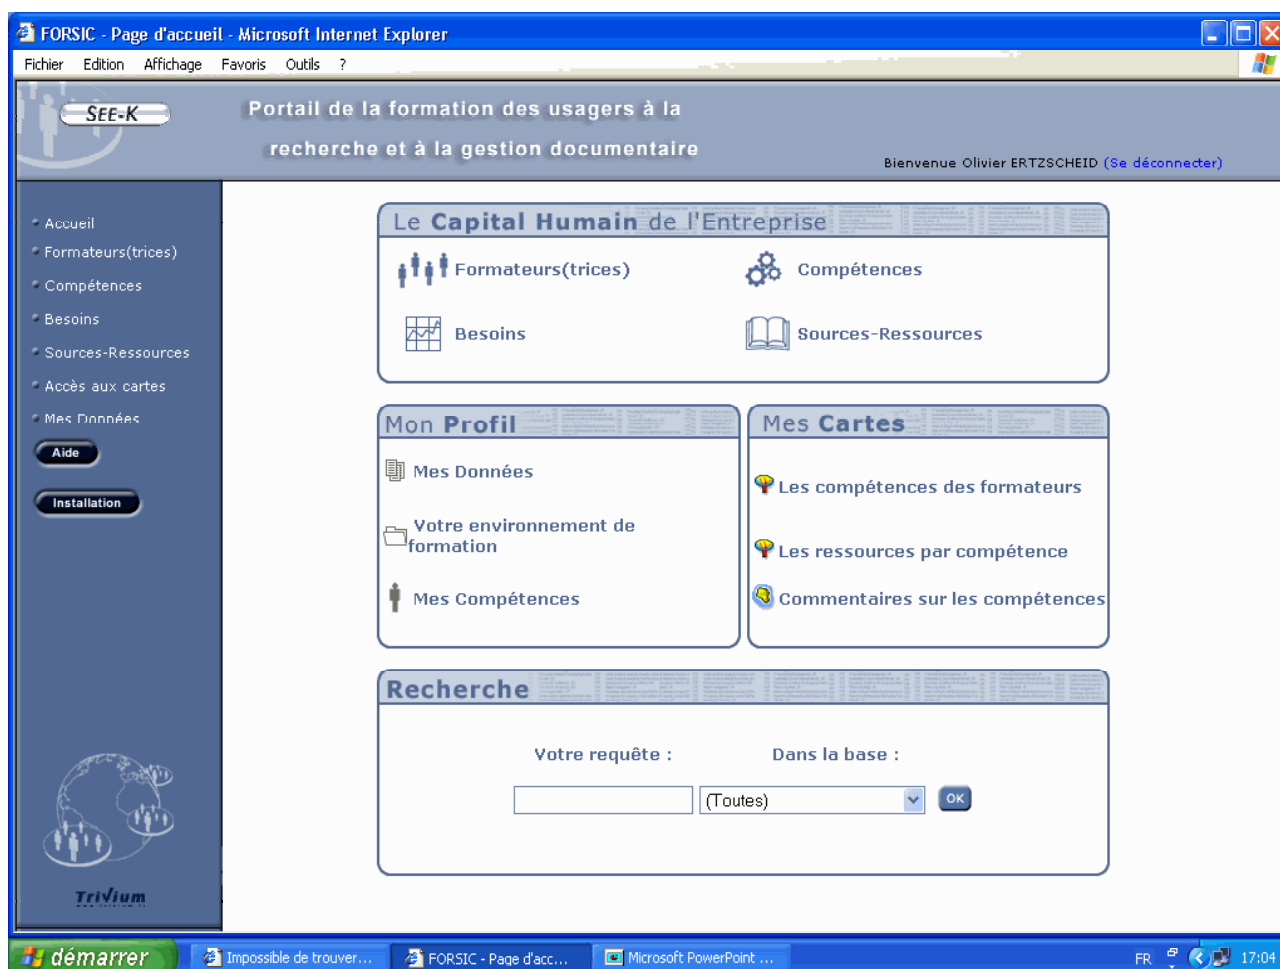 FORSIC - Page d'accueil - Microsoft Internet Explorer
Fichier Edition Affichage Favoris Outils ?
SEE-K
Portail de la formation des usagers à la
recherche et à la gestion documentaire
Bienvenue Olivier ERTZSCHEID (Se déconnecter)
Accueil
Formateurs(trices)
Compétences
Besoins
Sources-Ressources
Accès aux cartes
Mes Données
Aide
Installation
Trivium
Le Capital Humain de l'Entreprise
Formateurs(trices) Compétences
Besoins Sources-Ressources
Mon Profil
Mes Données
Votre environnement de
formation
Mes Compétences
Mes Cartes
Les compétences des formateurs
Les ressources par compétence
Commentaires sur les compétences
Recherche
Votre requête : Dans la base :
(Toutes) OK
démarrer Impossible de trouver... FORSIC - Page d'acc... Microsoft PowerPoint ... FR 17:04